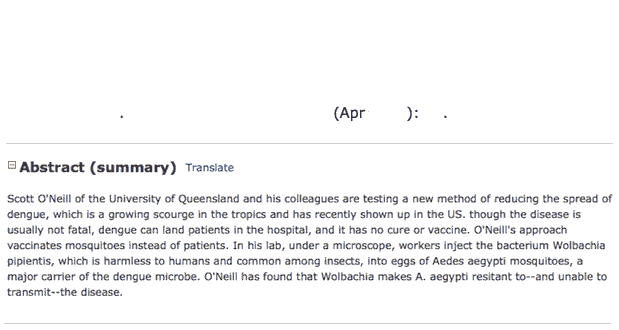 . (Apr ): .
Abstract (summary) Translate
Scott O'Neill of the University of Queensland and his colleagues are testing a new method of reducing the spread of
dengue, which is a growing scourge in the tropics and has recently shown up in the US. though the disease is
usually not fatal, dengue can land patients in the hospital, and it has no cure or vaccine. O'Neill's approach
vaccinates mosquitoes instead of patients. In his lab, under a microscope, workers inject the bacterium Wolbachia
pipientis, which is harmless to humans and common among insects, into eggs of Aedes aegypti mosquitoes, a
major carrier of the dengue microbe. O'Neill has found that Wolbachia makes A. aegypti resitant to--and unable to
transmit--the disease.